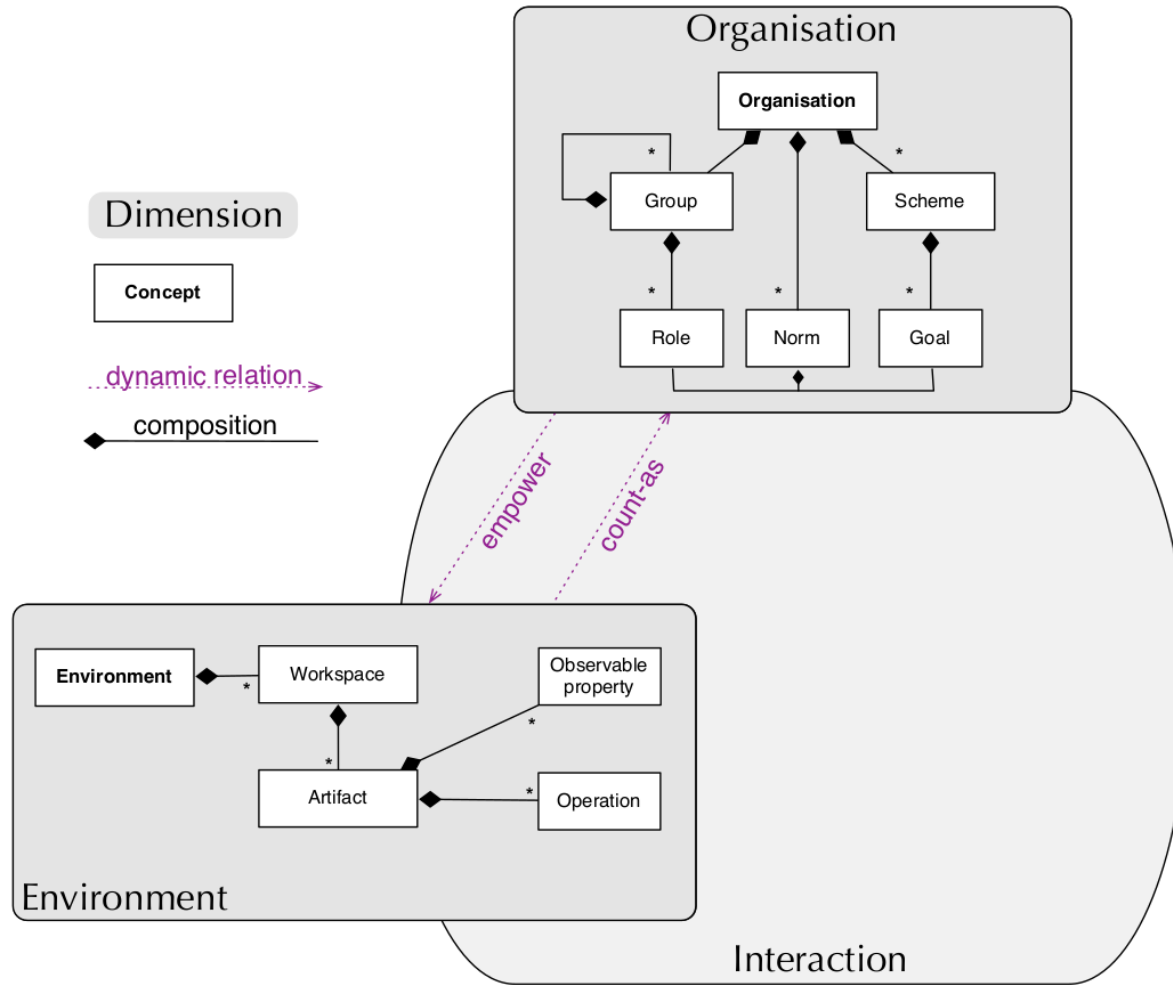 Organisation
Organisation
*
*
Group
Scheme
*
*
*
Role
Norm
Goal
Dimension
Concept
dynamic relation
composition
empower
count-as
Environment
*
Workspace
Observable
property
*
*
Artifact
*
Operation
Environment
Interaction